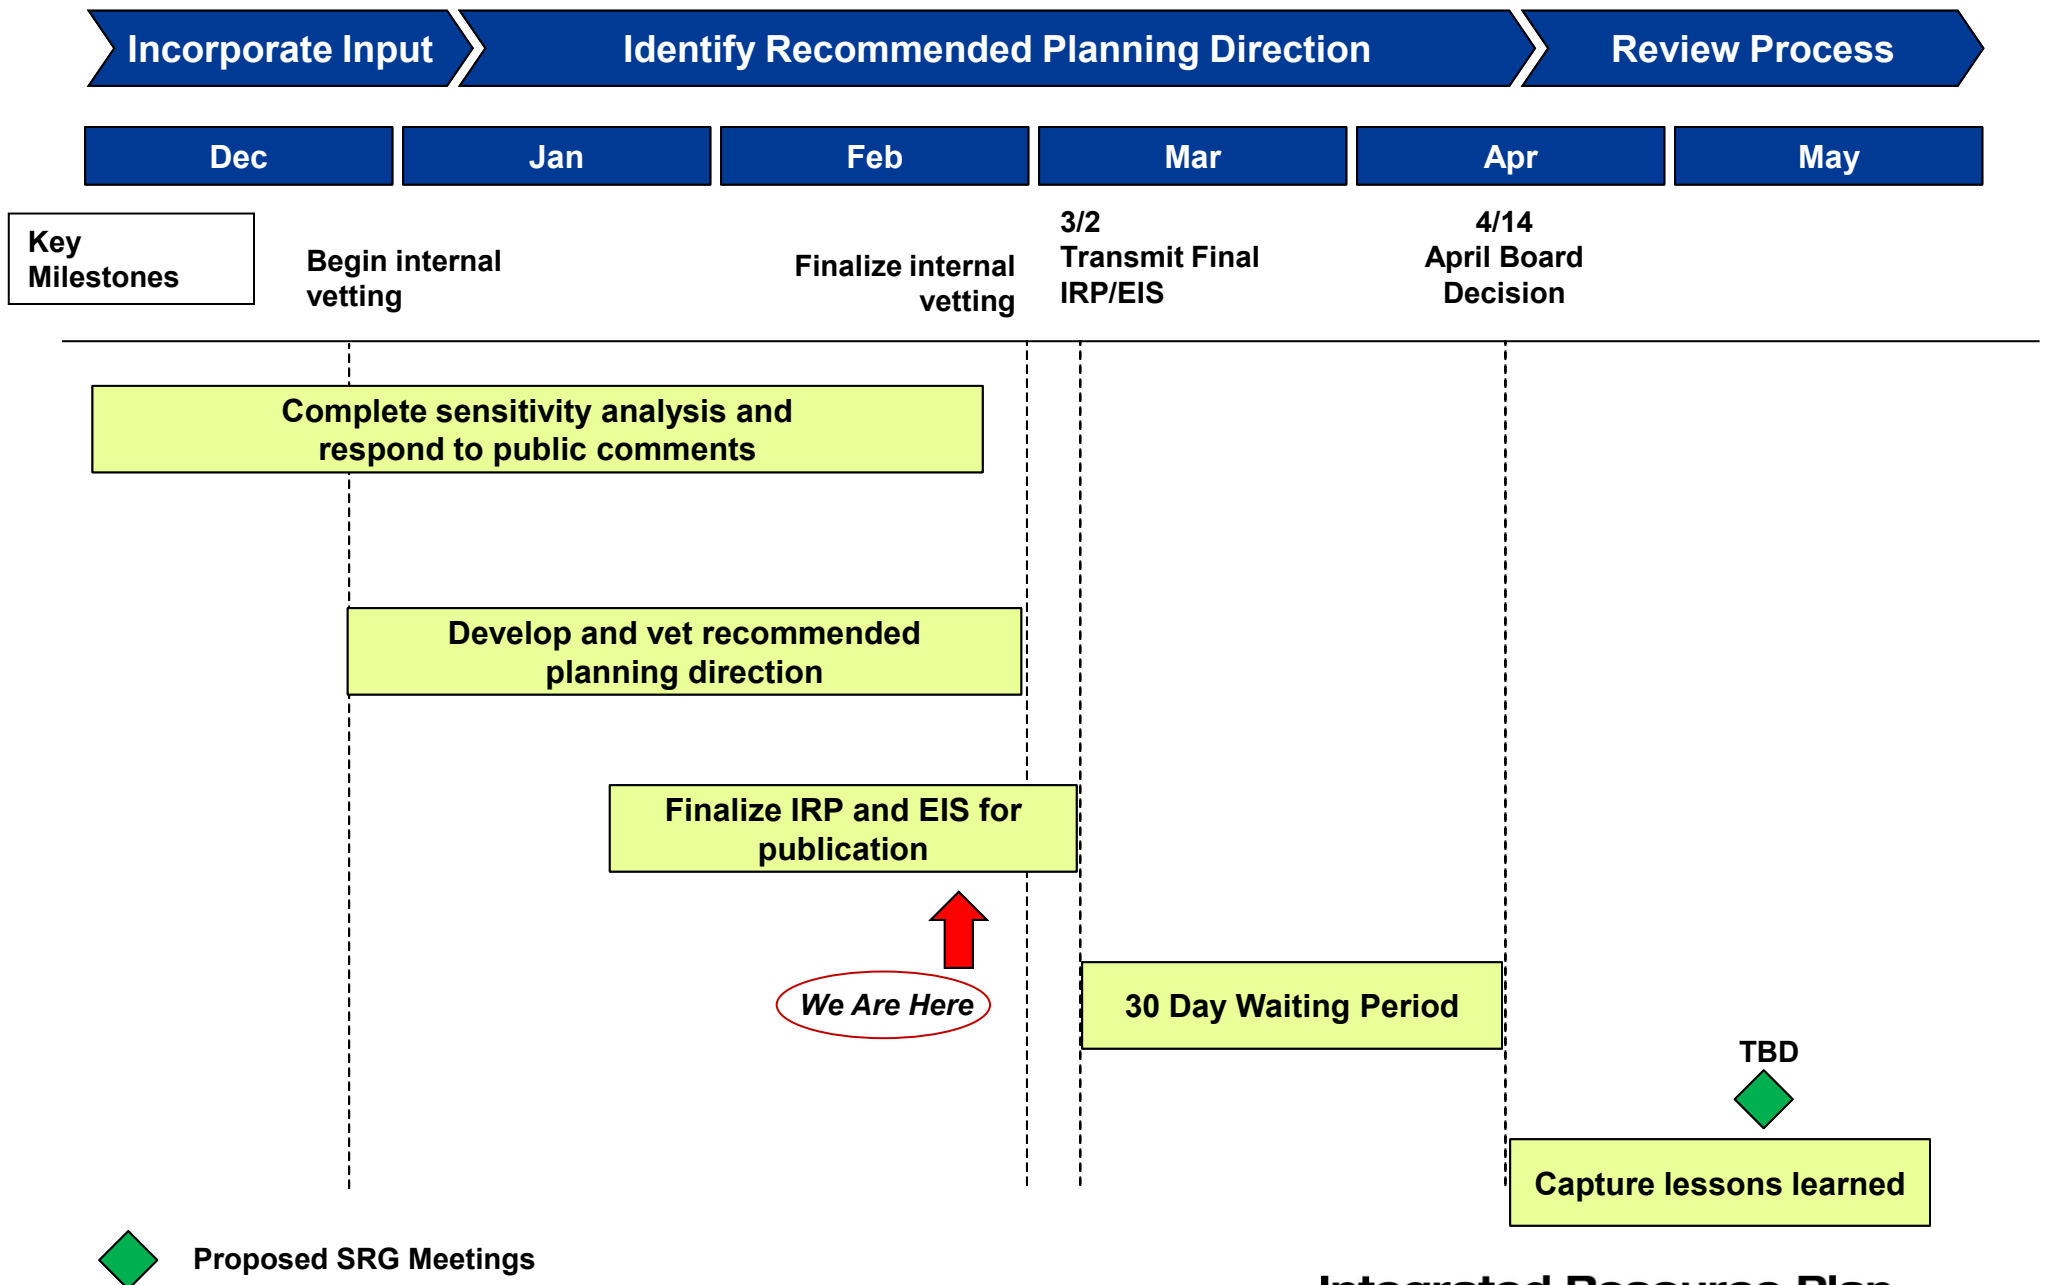 Incorporate Input
Identify Recommended Planning Direction
Review Process
Dec
Jan
Feb
Mar
Apr
May
Key
Milestones
Begin internal
vetting
Finalize internal
vetting
3/2
Transmit Final
IRP/EIS
4/14
April Board
Decision
Complete sensitivity analysis and
respond to public comments
Develop and vet recommended
planning direction
Finalize IRP and EIS for
publication
We Are Here
30 Day Waiting Period
TBD
Capture lessons learned
Proposed SRG Meetings
Integrated Resource Plan